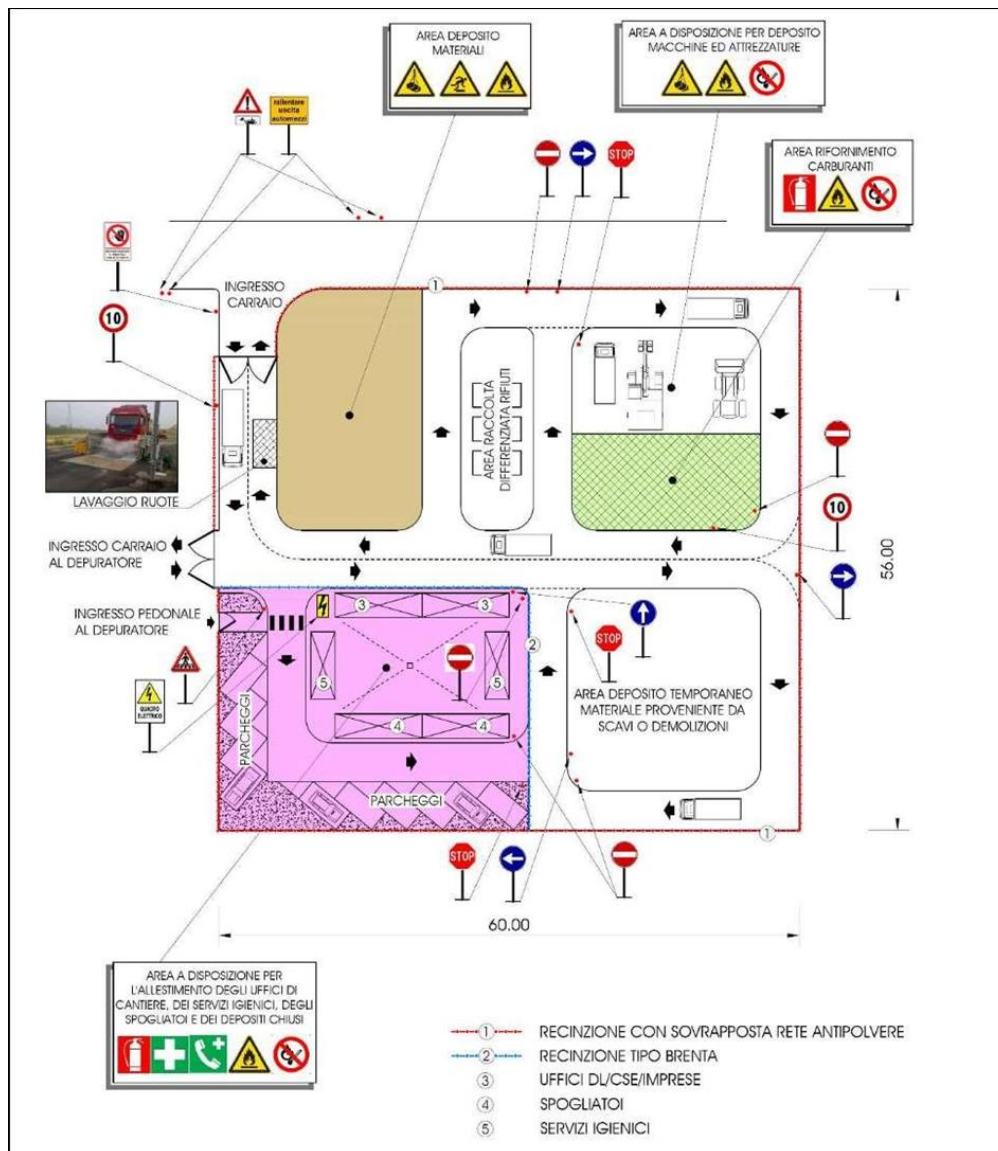 AREA DEPOSITO
MATERIALI
AREA A DISPOSIZIONE PER DEPOSITO
MACCHINE ED ATTREZZATURE
rallentare
uscita
automezzi
STOP
AREA RIFORNIMENTO
CARBURANTI
INGRESSO
CARRAIO
1
10
AREA RACCOLTA
DIFFERENZIATA RIFIUTI
LAVAGGIO RUOTE
10
INGRESSO CARRAIO
AL DEPURATORE
56.00
INGRESSO PEDONALE
AL DEPURATORE
3
3
2
STOP
5
5
QUADRO
ELETTRICO
AREA DEPOSITO TEMPORANEO
MATERIALE PROVENIENTE DA
SCAVI O DEMOLIZIONI
4
4
PARCHEGGI
PARCHEGGI
1
STOP
60.00
AREA A DISPOSIZIONE PER
L'ALLESTIMENTO DEGLI UFFICI DI
CANTIERE, DEI SERVIZI IGIENICI, DEGLI
SPOGLIATOI E DEI DEPOSITI CHIUSI
1 RECINZIONE CON SOVRAPPOSTA RETE ANTIPOLVERE
2 RECINZIONE TIPO BRENTA
3 UFFICI DL/CSE/IMPRESE
4 SPOGLIATOI
5 SERVIZI IGIENICI